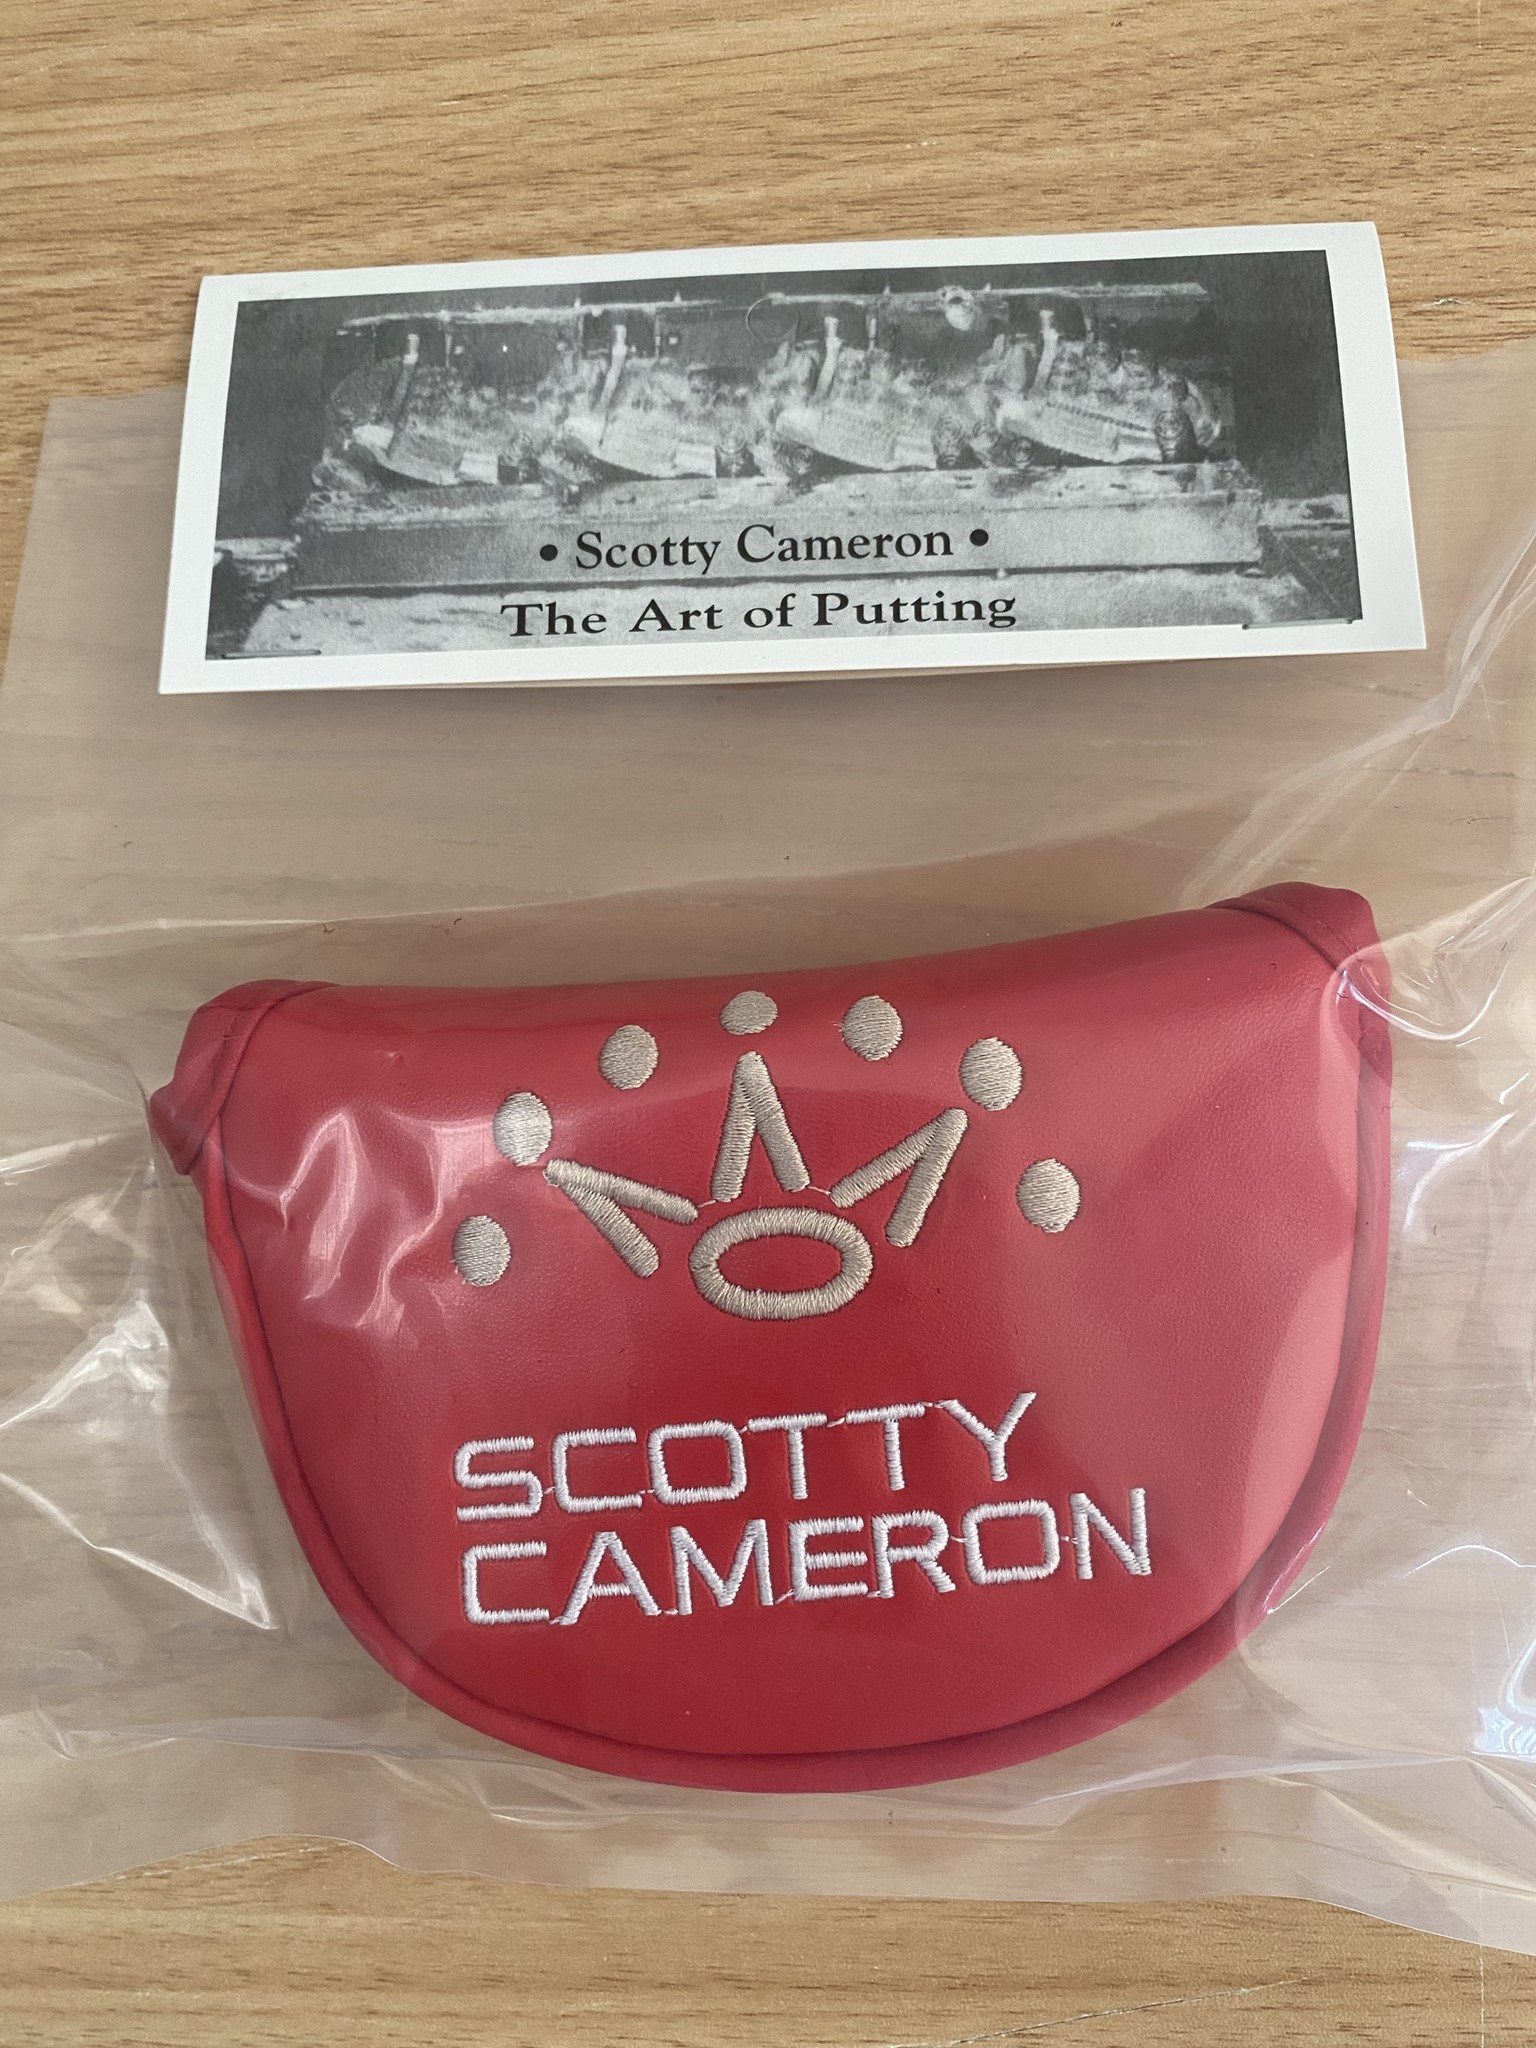 • Scotty Cameron •
The Art of Putting
SCOTTY
CAMERON